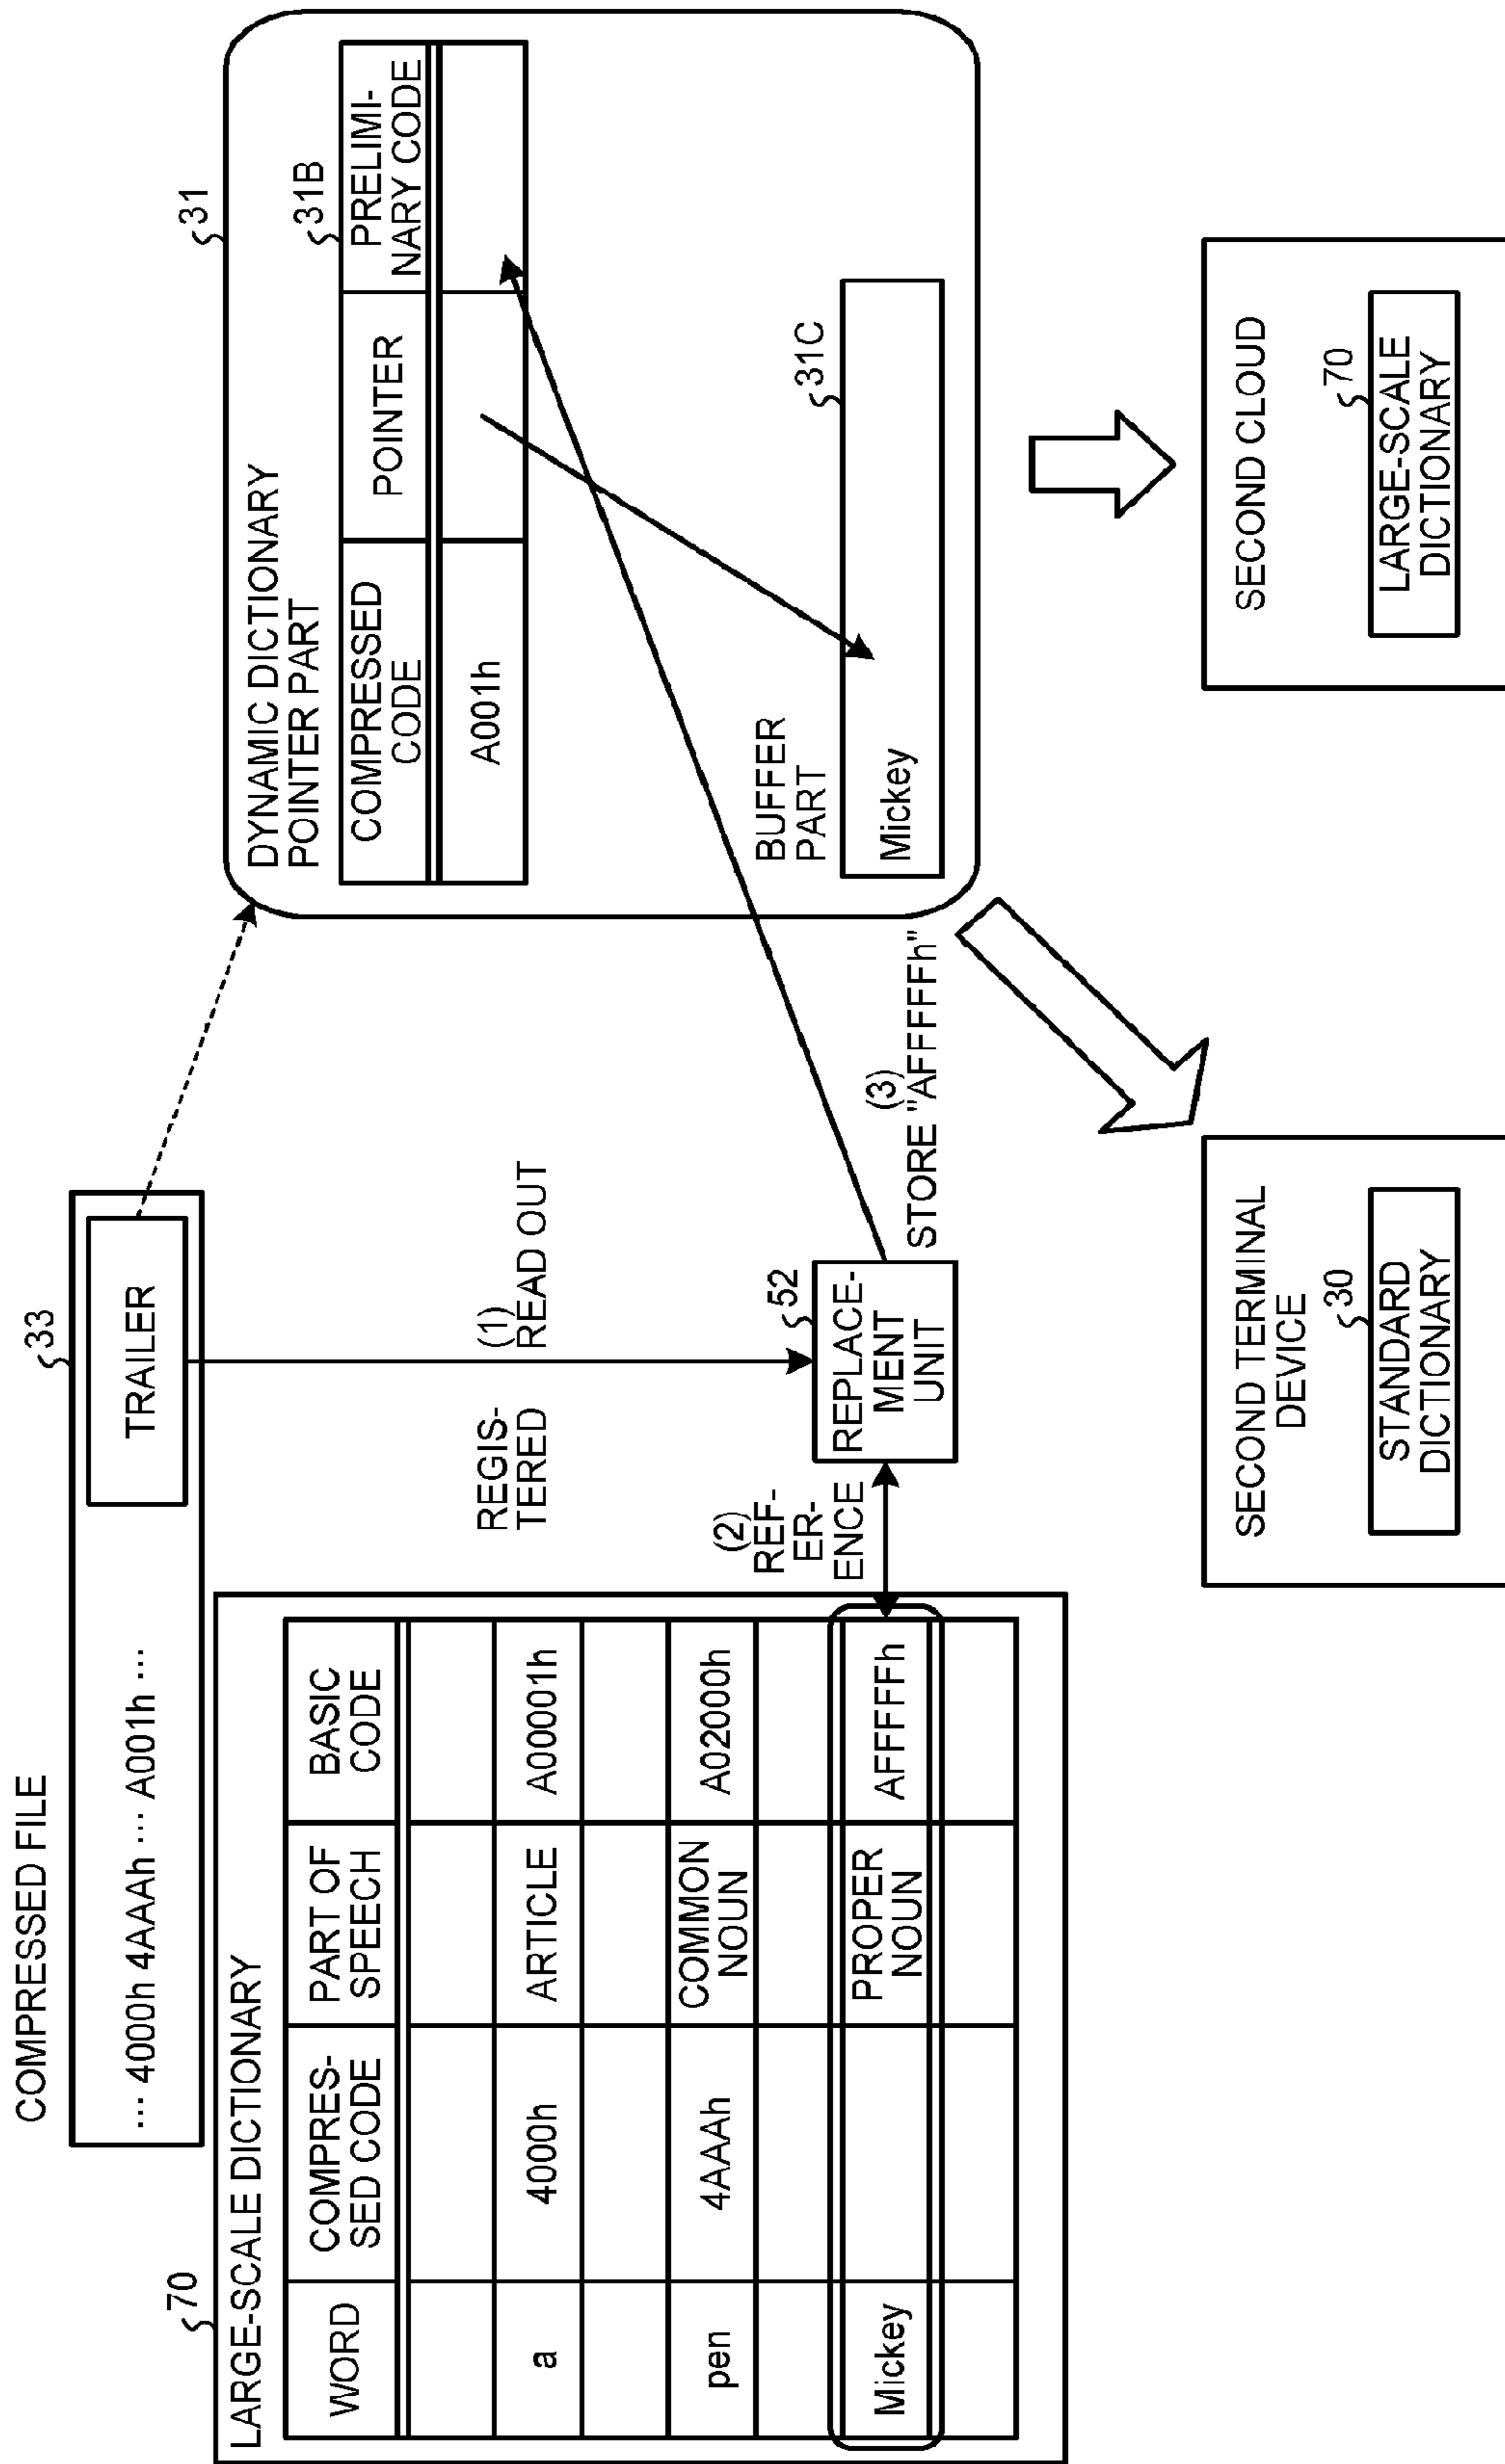 COMPRESSED FILE
33
... 4000h 4AAAh ... A001h ...
TRAILER
70
LARGE-SCALE DICTIONARY
WORD
COMPRES-
SED CODE
PART OF
SPEECH
BASIC
CODE
a
4000h
ARTICLE
A00001h
pen
4AAAh
COMMON
NOUN
A02000h
Mickey
PROPER
NOUN
AFFFFFh
REGIS-
TERED
(1)
READ OUT
(2)
REF-
ER-
ENCE
52
REPLACE-
MENT
UNIT
(3)
STORE "AFFFFFh"
31
DYNAMIC DICTIONARY
POINTER PART
31B
COMPRESSED
CODE
POINTER
PRELIMI-
NARY CODE
A001h
BUFFER
PART
31C
Mickey
SECOND TERMINAL
DEVICE
30
STANDARD
DICTIONARY
SECOND CLOUD
70
LARGE-SCALE
DICTIONARY